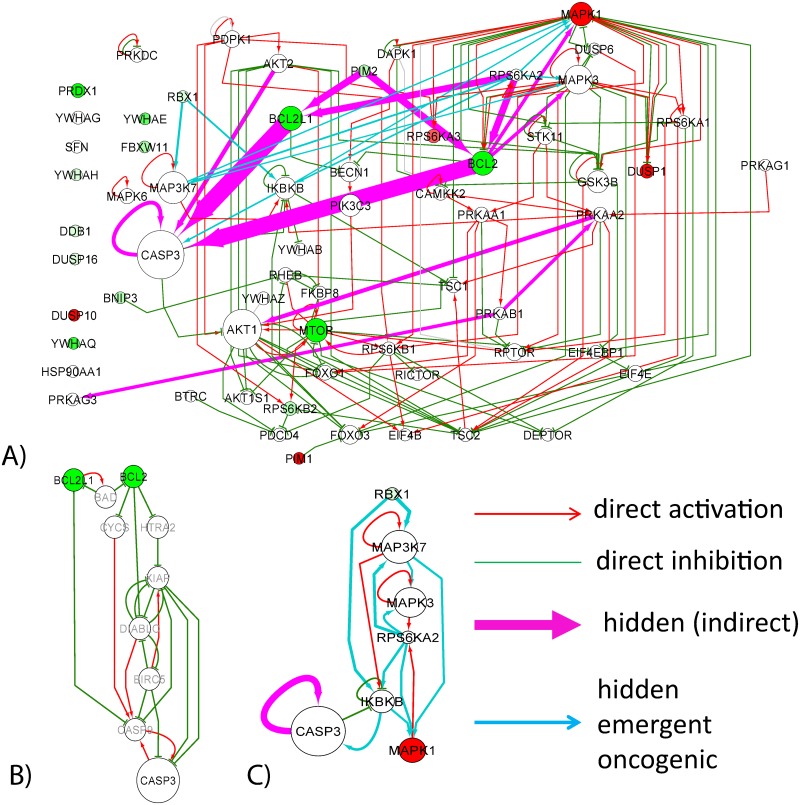 MAPK1
PDPK1
PRKDC
DAPK1
DUSP6
AKT2
PIM2
RPS6KA2
MAPK3
PRDX1
RBX1
YWHAG
YWHAE
BCL2L1
RPS6KA3
STK11
RPS6KA1
SFN
FBXW11
BCL2
YWHAH
MAP3K7
IKBKB
BECN1
GSK3B
DUSP1
PRKAG1
MAPK6
CAMKK2
PIK3C3
PRKAA1
PRKAA2
DDB1
CASP3
YWHAB
DUSP16
RHEB
TSC1
BNIP3
YWHAZ
FKBP8
DUSP10
AKT1
MTOR
PRKAB1
YWHAQ
RPS6KB1
RPTOR
EIF4EBP1
HSP90AA1
FOXO1
RICTOR
EIF4E
PRKAG3
BTRC
AKT1S1
RPS6KB2
PDCD4
FOXO3
EIF4B
TSC2
DEPTOR
A)
PIM1
BCL2L1
BCL2
BAD
CYCS
HTRA2
XIAP
DIABLO
BIRC5
CASP9
CASP3
B)
RBX1
MAP3K7
MAPK3
RPS6KA2
IKBKB
CASP3
MAPK1
C)
direct activation
direct inhibition
hidden (indirect)
hidden
emergent
oncogenic